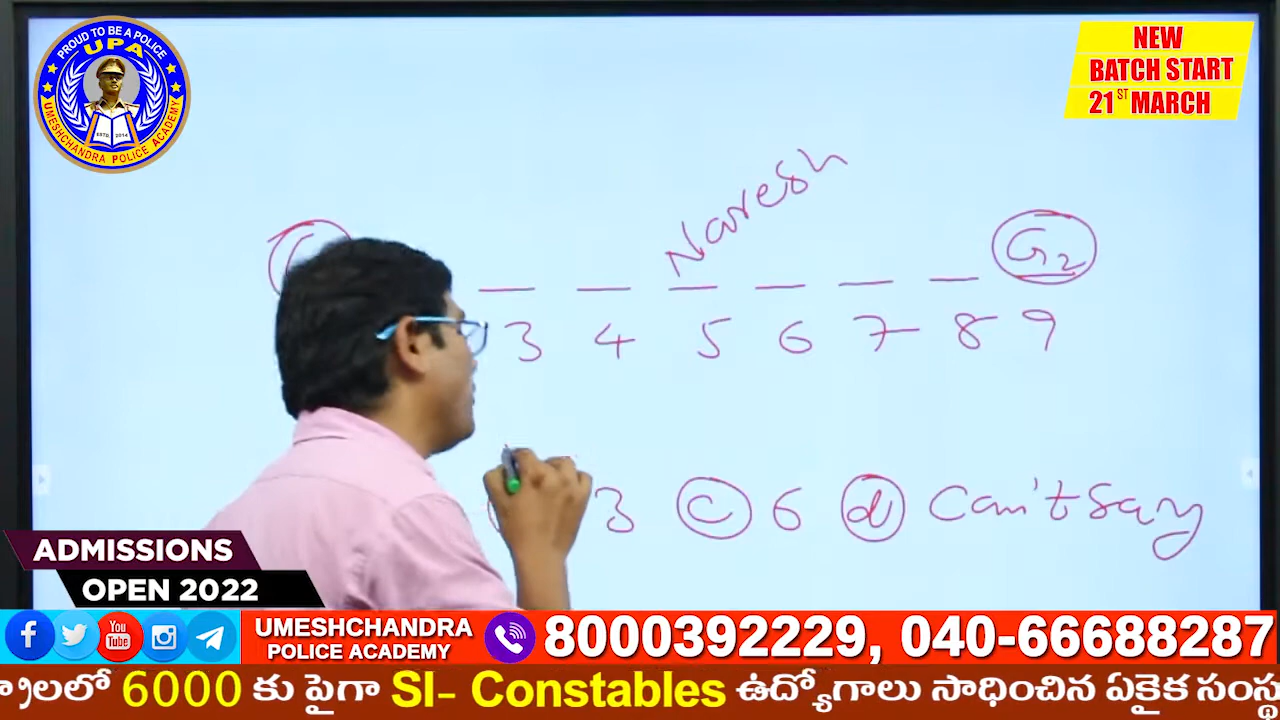 PROUD TO BE A POLICE
UPA
ESTD. 2014
UMESHCHANDRA POLICE ACADEMY
NEW
BATCH START
21ST MARCH
Naresh
G2
3 4 5 6 7 8 9
3 c 6 d Can't say
ADMISSIONS
OPEN 2022
You
Tube
UMESHCHANDRA
POLICE ACADEMY
8000392229, 040-66688287
6000 కు పైగా SI- Constables ఉద్యోగాలు సాధించిన ఏకైక సంస్థ